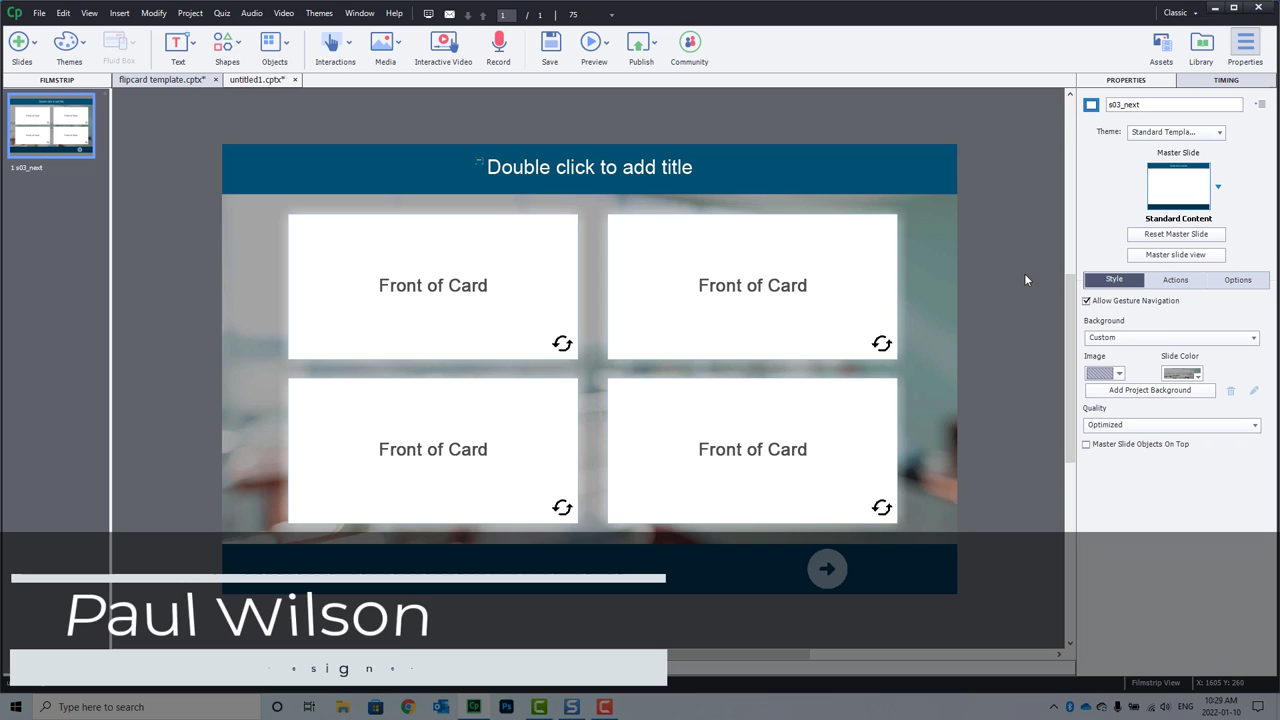 Cp File Edit View Insert Modify Project Quiz Audio Video Themes Window Help 1 / 1 75 Classic
Slides Themes Fluid Box Text Shapes Objects Interactions Media Interactive Video Record Save Preview Publish Community Assets Library Properties
FILMSTRIP flipcard template.cptx* × untitled1.cptx* × PROPERTIES TIMING
1 s03_next
Double click to add title
Front of Card Front of Card
Front of Card Front of Card
s03_next
Theme: Standard Templa...
Master Slide
Standard Content
Reset Master Slide
Master slide view
Style Actions Options
Allow Gesture Navigation
Background
Custom
Image Slide Color
Add Project Background
Quality
Optimized
Master Slide Objects On Top
Paul Wilson
s i g n
Filmstrip View X: 1605 Y: 260
Type here to search
Cp Ps S C C
ENG 10:29 AM
2022-01-10